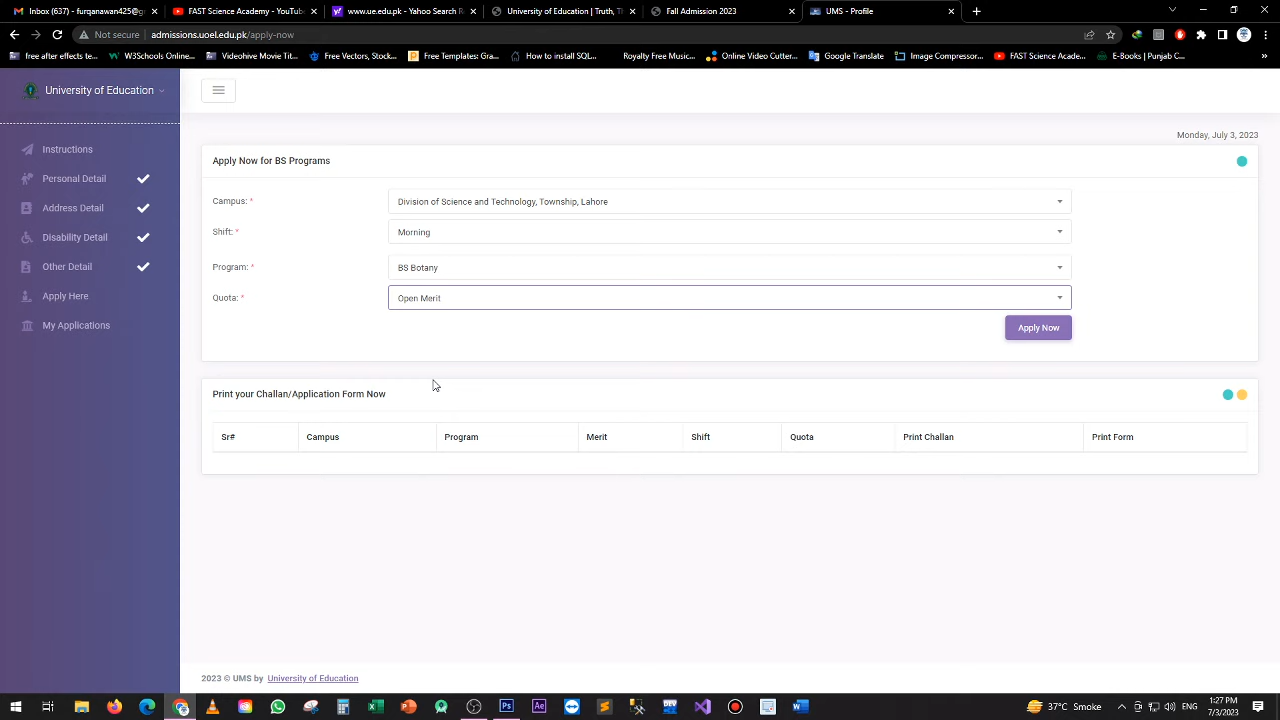 Inbox (637) - furqanawan425@gr
FAST Science Academy - YouTube
www.ue.edu.pk - Yahoo Search R
University of Education | Truth, Th
Fall Admission 2023
UMS - Profile
Not secure
admissions.uoel.edu.pk/apply-now
free after effects te...
W3Schools Online...
Videohive Movie Titl...
Free Vectors, Stock...
Free Templates: Gra...
How to install SQL...
Royalty Free Music...
Online Video Cutter...
Google Translate
Image Compressor...
FAST Science Acade...
E-Books | Punjab C...
University of Education
Instructions
Personal Detail
Address Detail
Disability Detail
Other Detail
Apply Here
My Applications
Monday, July 3, 2023
Apply Now for BS Programs
Campus: *
Division of Science and Technology, Township, Lahore
Shift: *
Morning
Program: *
BS Botany
Quota: *
Open Merit
Apply Now
Print your Challan/Application Form Now
Sr# Campus Program Merit Shift Quota Print Challan Print Form
2023 © UMS by University of Education
37°C Smoke
1:27 PM
7/3/2023